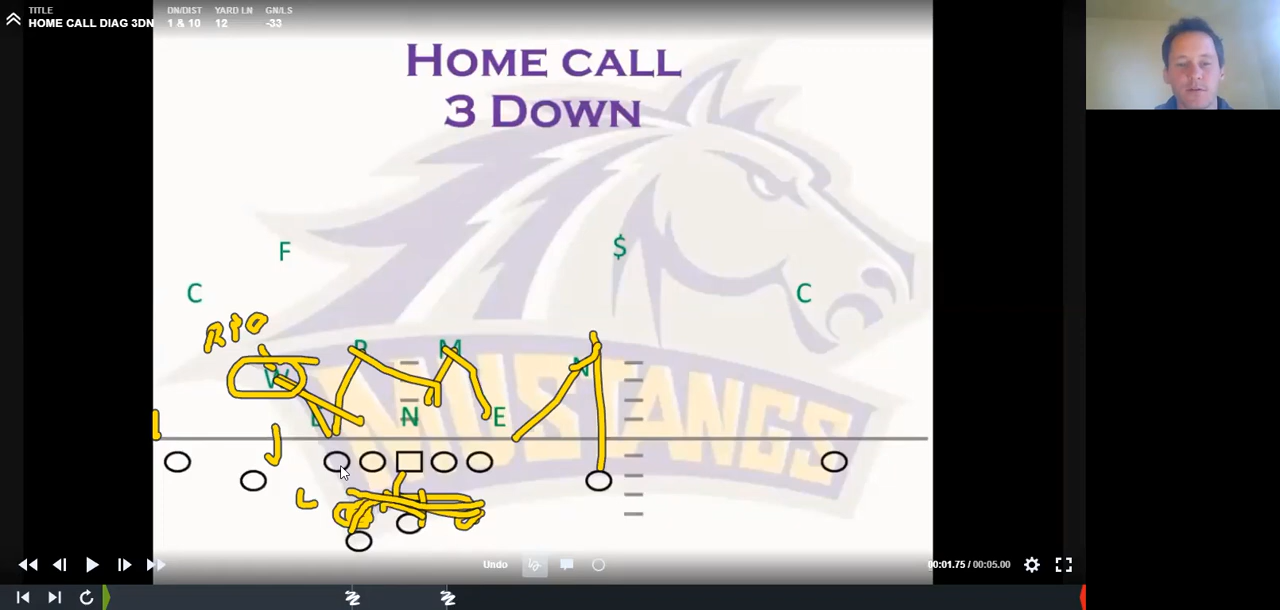 TITLE DN/DIST YARD LN GN/LS
HOME CALL DIAG 3DN 1 & 10 12 -33
HOME CALL
3 DOWN
F $
C C
RPO
B M
W N
E N E
MUSTANGS
L
Undo
00:01.75 / 00:05.00